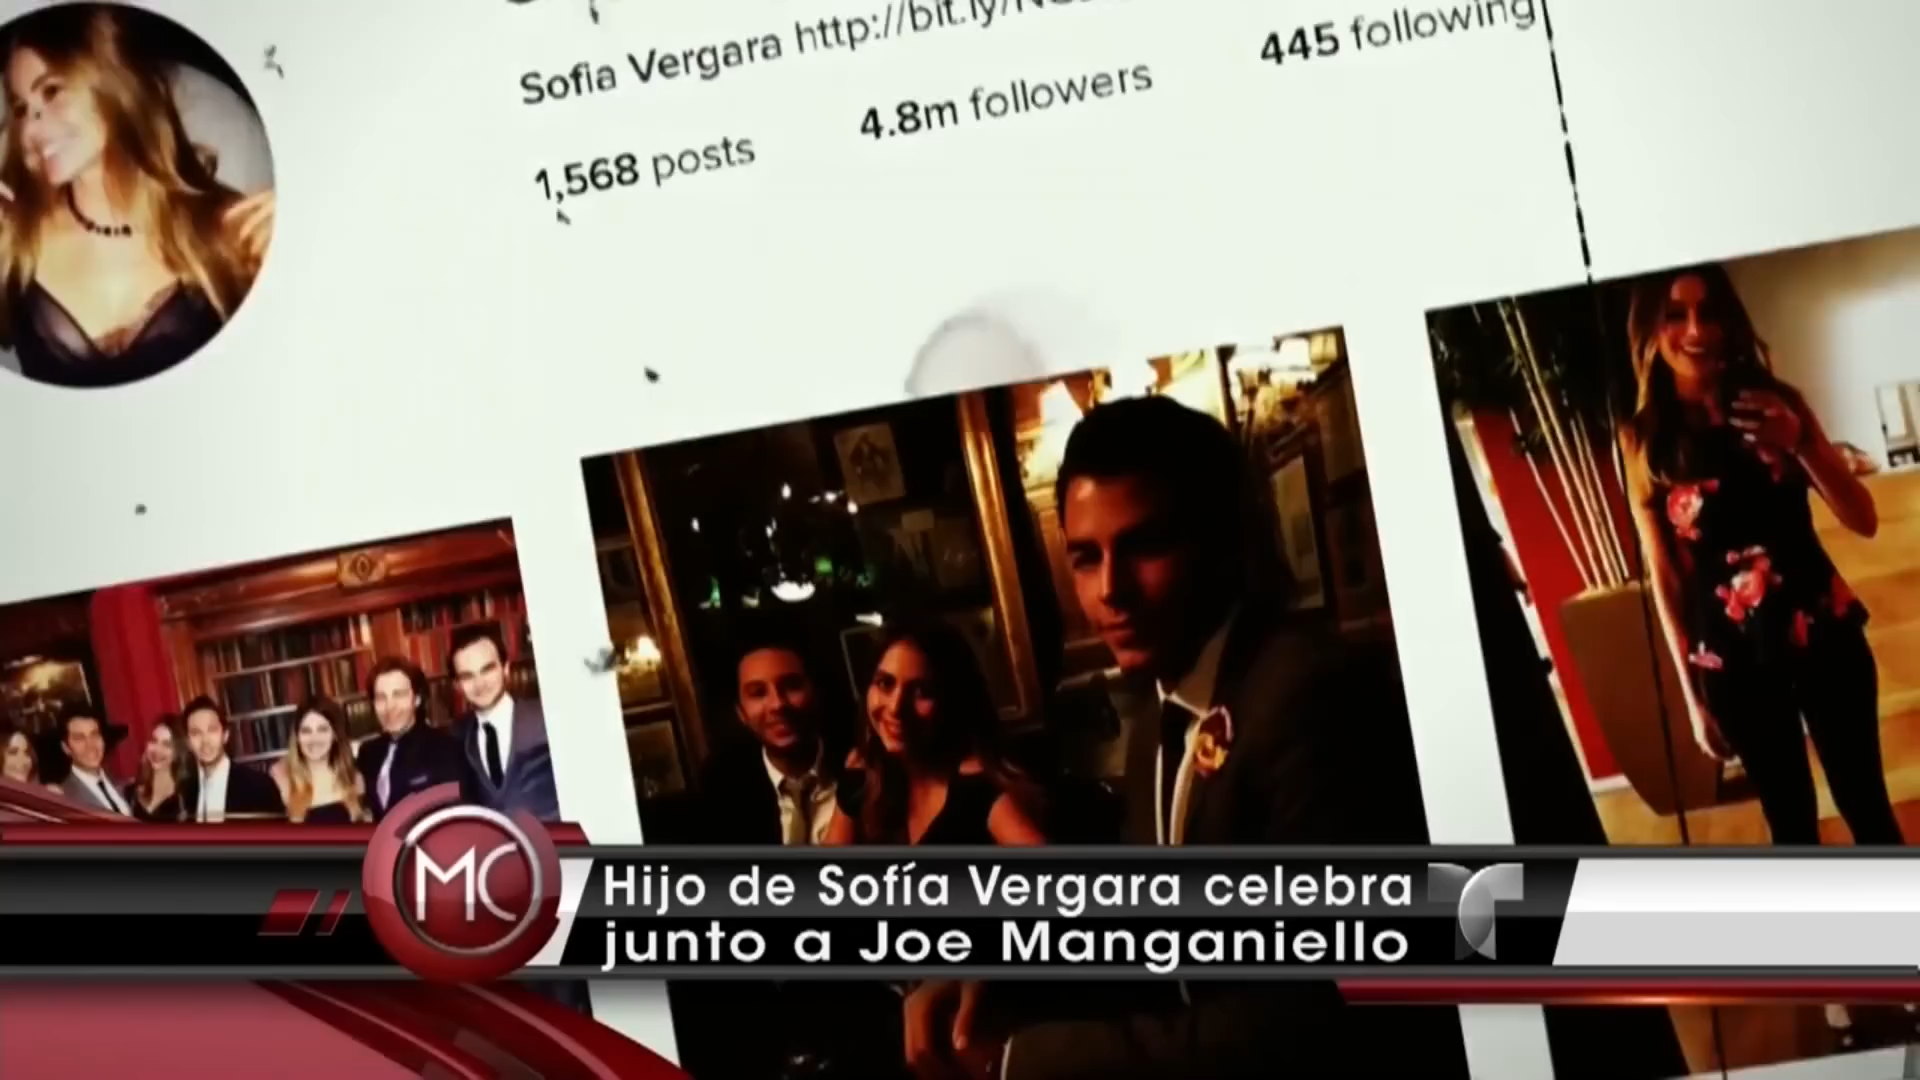 Sofia Vergara http://bit.ly/
1,568 posts
4.8m followers
445 following
MC
Hijo de Sofía Vergara celebra
junto a Joe Manganiello